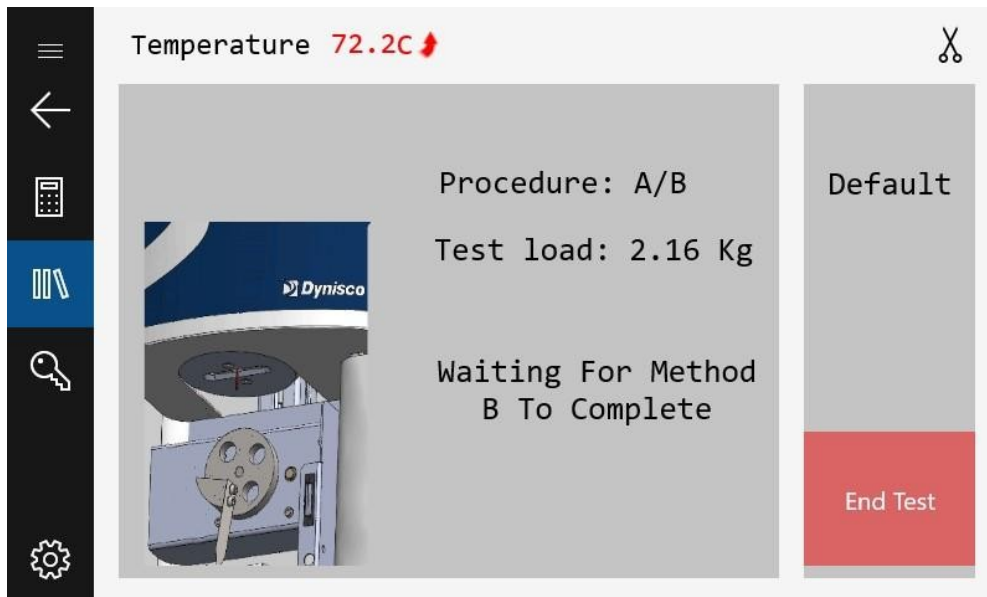 Temperature 72.2C
Procedure: A/B
Default
Test load: 2.16 Kg
Dynisco
Waiting For Method
B To Complete
End Test